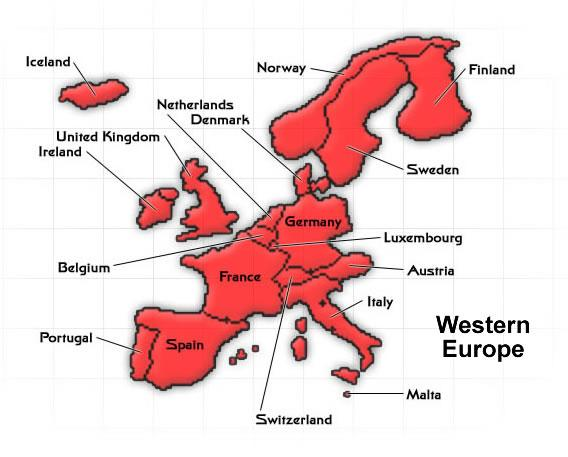 Iceland
Norway
Finland
Netherlands
Denmark
United Kingdom
Ireland
Sweden
Germany
Luxembourg
Belgium
Austria
France
Italy
Western
Europe
Portugal
Spain
Malta
Switzerland